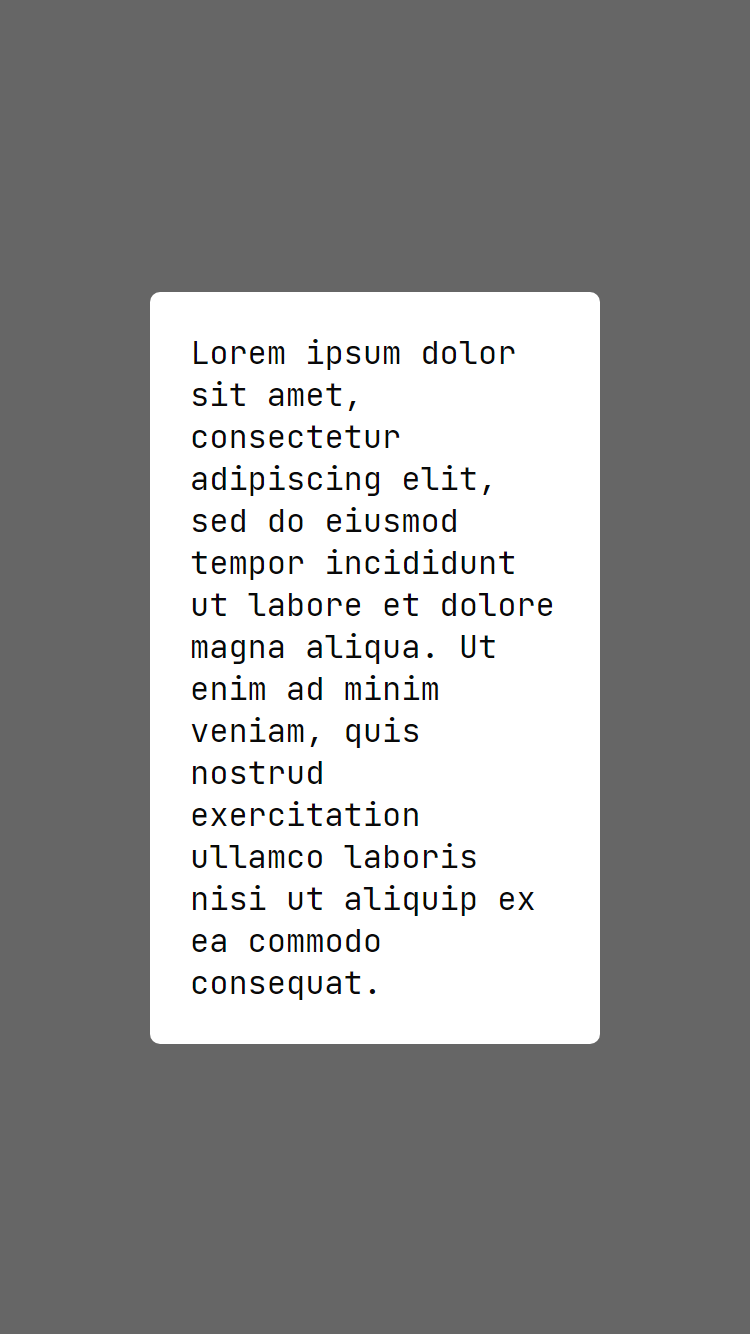 Lorem ipsum dolor
sit amet,
consectetur
adipiscing elit,
sed do eiusmod
tempor incididunt
ut labore et dolore
magna aliqua. Ut
enim ad minim
veniam, quis
nostrud
exercitation
ullamco laboris
nisi ut aliquip ex
ea commodo
consequat.